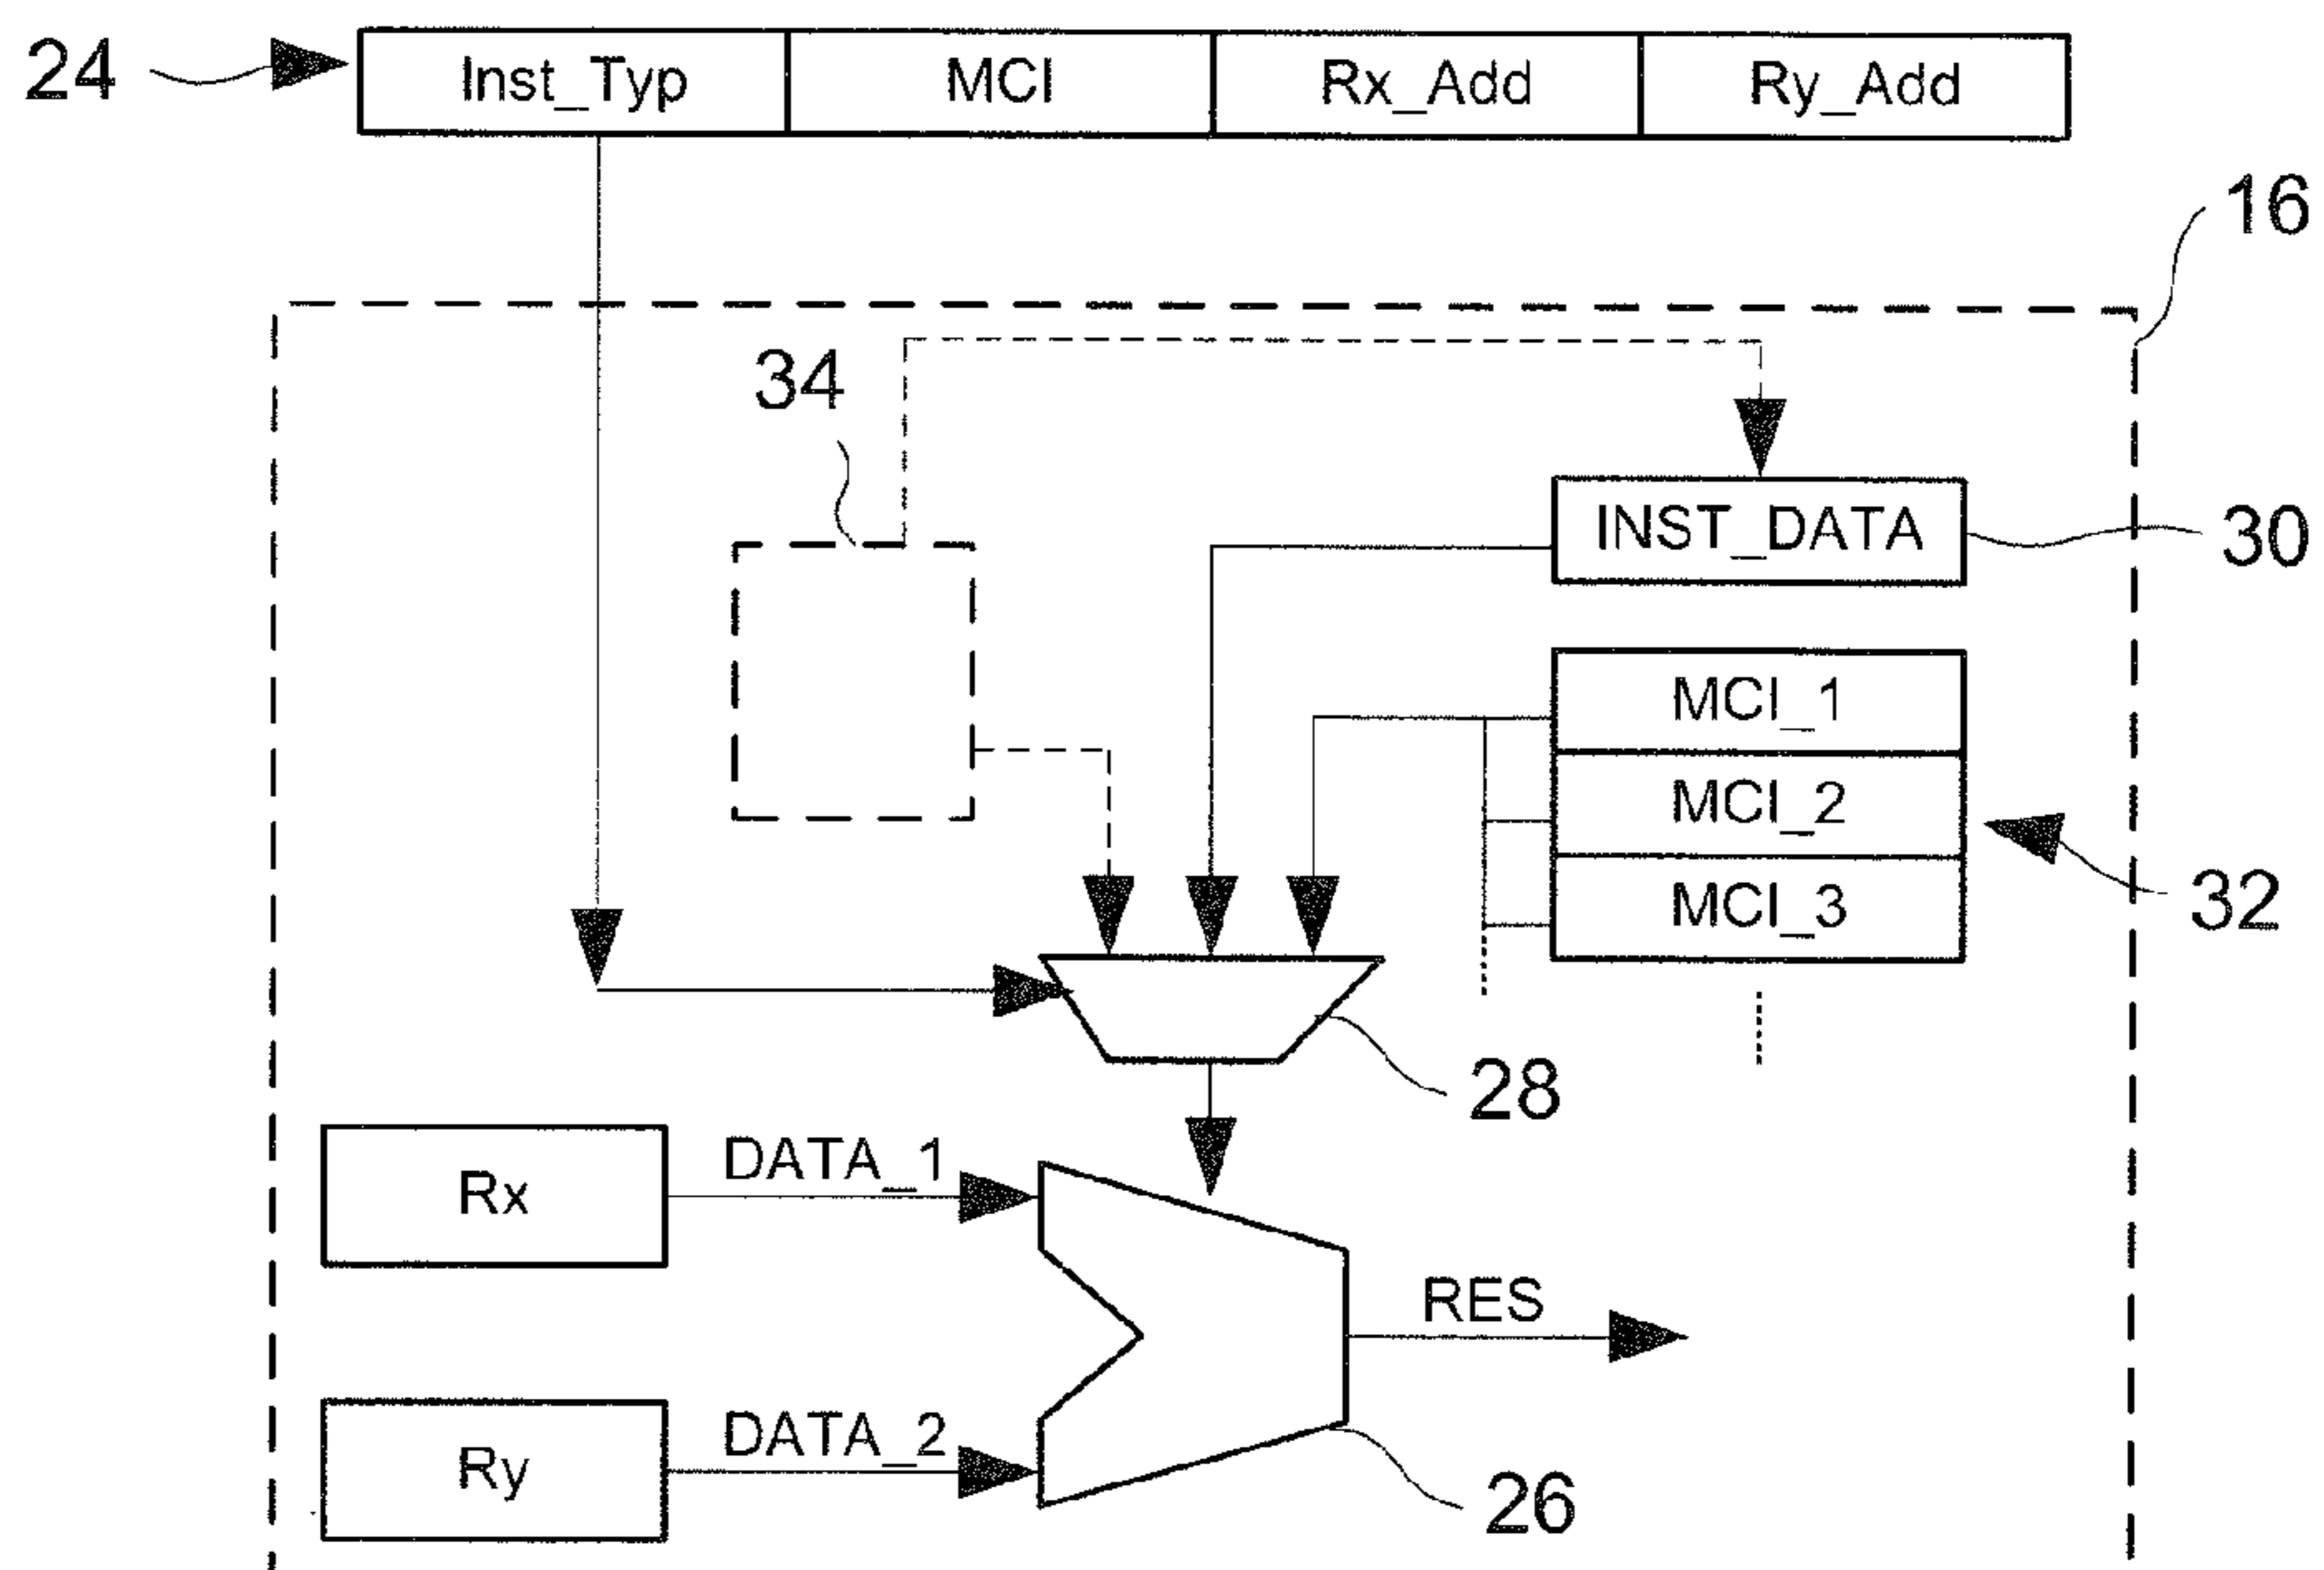 24 Inst_Typ MCI Rx_Add Ry_Add
16
34
INST_DATA 30
MCI_1
MCI_2
32
MCI_3
28
Rx DATA_1
RES
Ry DATA_2
26